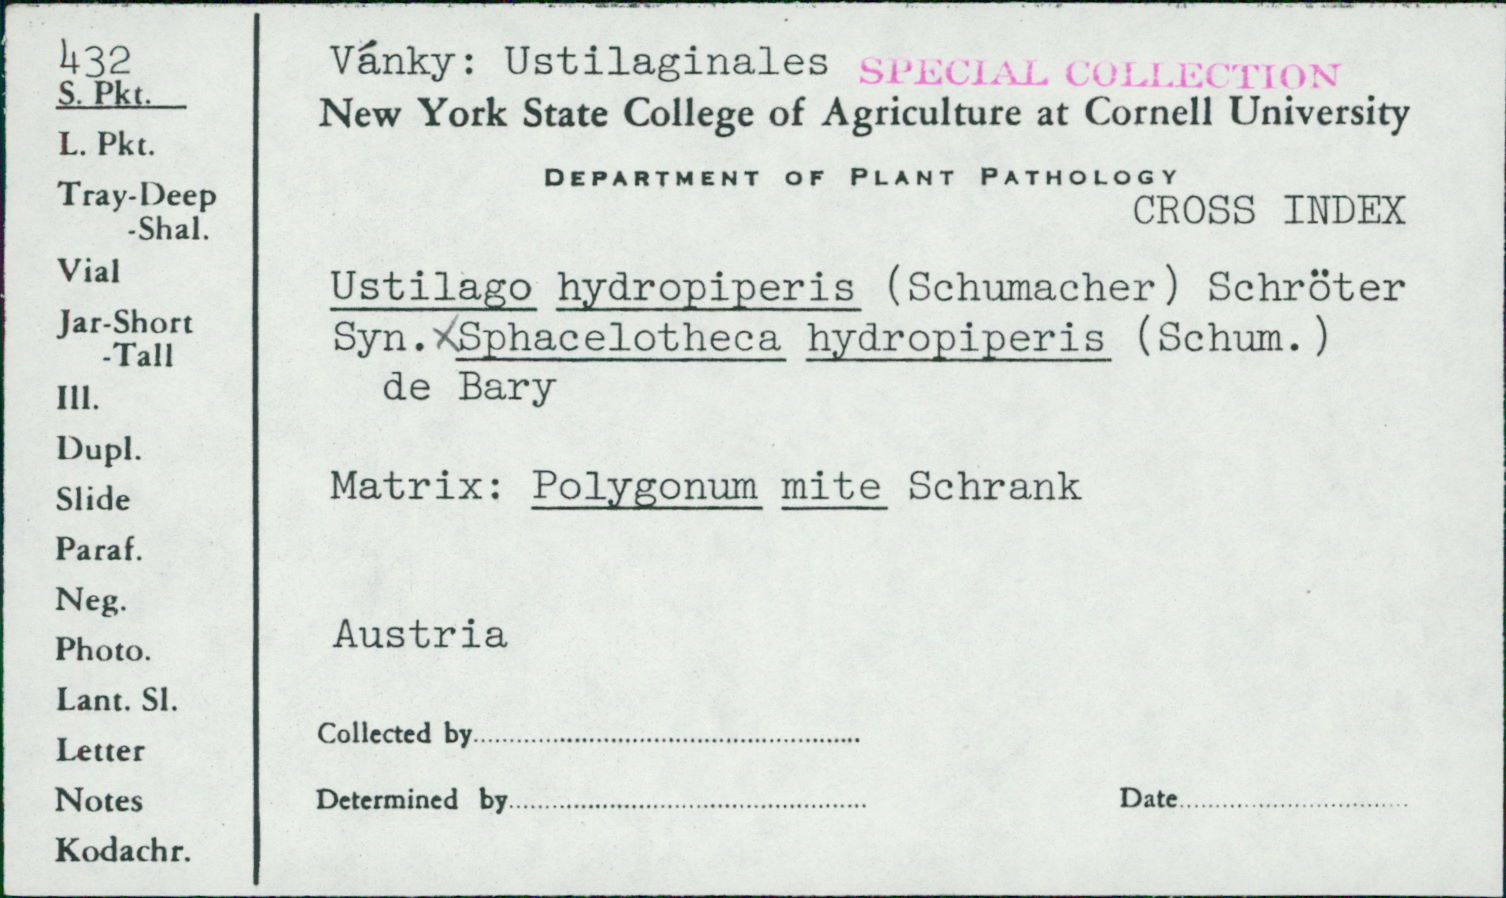 432
S. Pkt.
L. Pkt.
Tray-Deep
-Shal.
Vial
Jar-Short
-Tall
Ill.
Dupl.
Slide
Paraf.
Neg.
Photo.
Lant. Sl.
Letter
Notes
Kodachr.
Vánky: Ustilaginales SPECIAL COLLECTION
New York State College of Agriculture at Cornell University
DEPARTMENT OF PLANT PATHOLOGY
CROSS INDEX
Ustilago hydropiperis (Schumacher) Schröter
Syn. XSphacelotheca hydropiperis (Schum.)
de Bary
Matrix: Polygonum mite Schrank
Austria
Collected by
Determined by Date